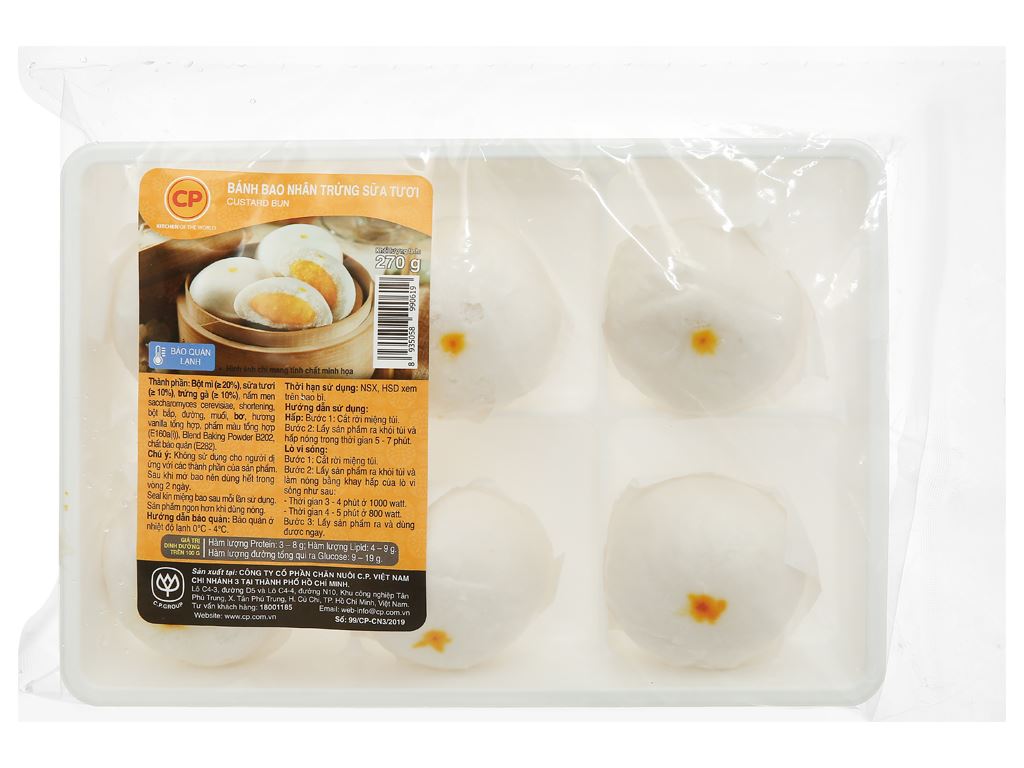 CP
KITCHEN OF THE WORLD
BÁNH BAO NHÂN TRỨNG SỮA TƯƠI
CUSTARD BUN
Khối lượng tịnh:
270 g
8 935058 990619
BẢO QUẢN
LẠNH
• Hình ảnh chỉ mang tính chất minh họa
Thành phần: Bột mì (≥ 20%), sữa tươi
(≥ 10%), trứng gà (≥ 10%), nấm men
saccharomyces cerevisiae, shortening,
bột bắp, đường, muối, bơ, hương
vanilla tổng hợp, phẩm màu tổng hợp
(E160a(i)), Blend Baking Powder B202,
chất bảo quản (E282).
Chú ý: Không sử dụng cho người dị
ứng với các thành phần của sản phẩm.
Sau khi mở bao nên dùng hết trong
vòng 2 ngày.
Seal kín miệng bao sau mỗi lần sử dụng.
Sản phẩm ngon hơn khi dùng nóng.
Hướng dẫn bảo quản: Bảo quản ở
nhiệt độ lạnh 0°C - 4°C.
Thời hạn sử dụng: NSX, HSD xem
trên bao bì.
Hướng dẫn sử dụng:
Hấp: Bước 1: Cắt rời miệng túi.
Bước 2: Lấy sản phẩm ra khỏi túi và
hấp nóng trong thời gian 5 - 7 phút.
Lò vi sóng:
Bước 1: Cắt rời miệng túi.
Bước 2: Lấy sản phẩm ra khỏi túi và
làm nóng bằng khay hấp của lò vi
sóng như sau:
- Thời gian 3 - 4 phút ở 1000 watt.
- Thời gian 4 - 5 phút ở 800 watt.
Bước 3: Lấy sản phẩm ra và dùng
được ngay.
GIÁ TRỊ
DINH DƯỠNG
TRÊN 100 G
Hàm lượng Protein: 3 – 8 g; Hàm lượng Lipid: 4 – 9 g
Hàm lượng đường tổng qui ra Glucose: 9 – 19 g.
C.P. GROUP
Sản xuất tại: CÔNG TY CỔ PHẦN CHĂN NUÔI C.P. VIỆT NAM
CHI NHÁNH 3 TẠI THÀNH PHỐ HỒ CHÍ MINH.
Lô C4-3, đường D5 và Lô C4-4, đường N10, Khu công nghiệp Tân
Phú Trung, X. Tân Phú Trung, H. Củ Chi, TP. Hồ Chí Minh, Việt Nam.
Tư vấn khách hàng: 18001185 Email: web-info@cp.com.vn
Website: www.cp.com.vn Số: 99/CP-CN3/2019